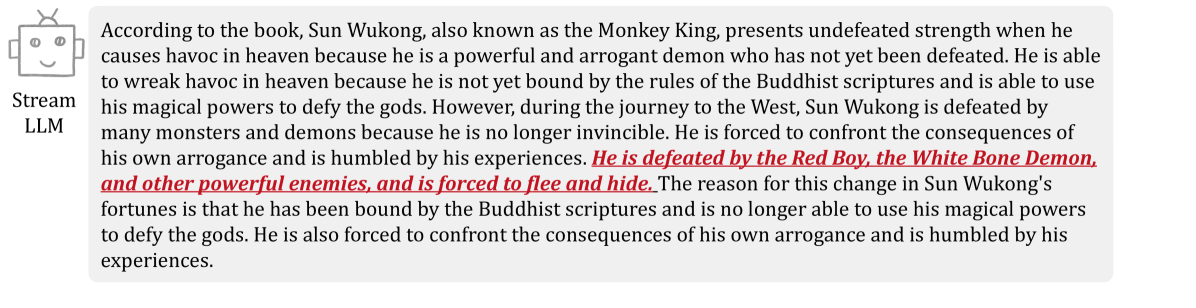 According to the book, Sun Wukong, also known as the Monkey King, presents undefeated strength when he
causes havoc in heaven because he is a powerful and arrogant demon who has not yet been defeated. He is able
to wreak havoc in heaven because he is not yet bound by the rules of the Buddhist scriptures and is able to use
his magical powers to defy the gods. However, during the journey to the West, Sun Wukong is defeated by
many monsters and demons because he is no longer invincible. He is forced to confront the consequences of
his own arrogance and is humbled by his experiences. He is defeated by the Red Boy, the White Bone Demon,
and other powerful enemies, and is forced to flee and hide. The reason for this change in Sun Wukong's
fortunes is that he has been bound by the Buddhist scriptures and is no longer able to use his magical powers
to defy the gods. He is also forced to confront the consequences of his own arrogance and is humbled by his
experiences.
Stream
LLM